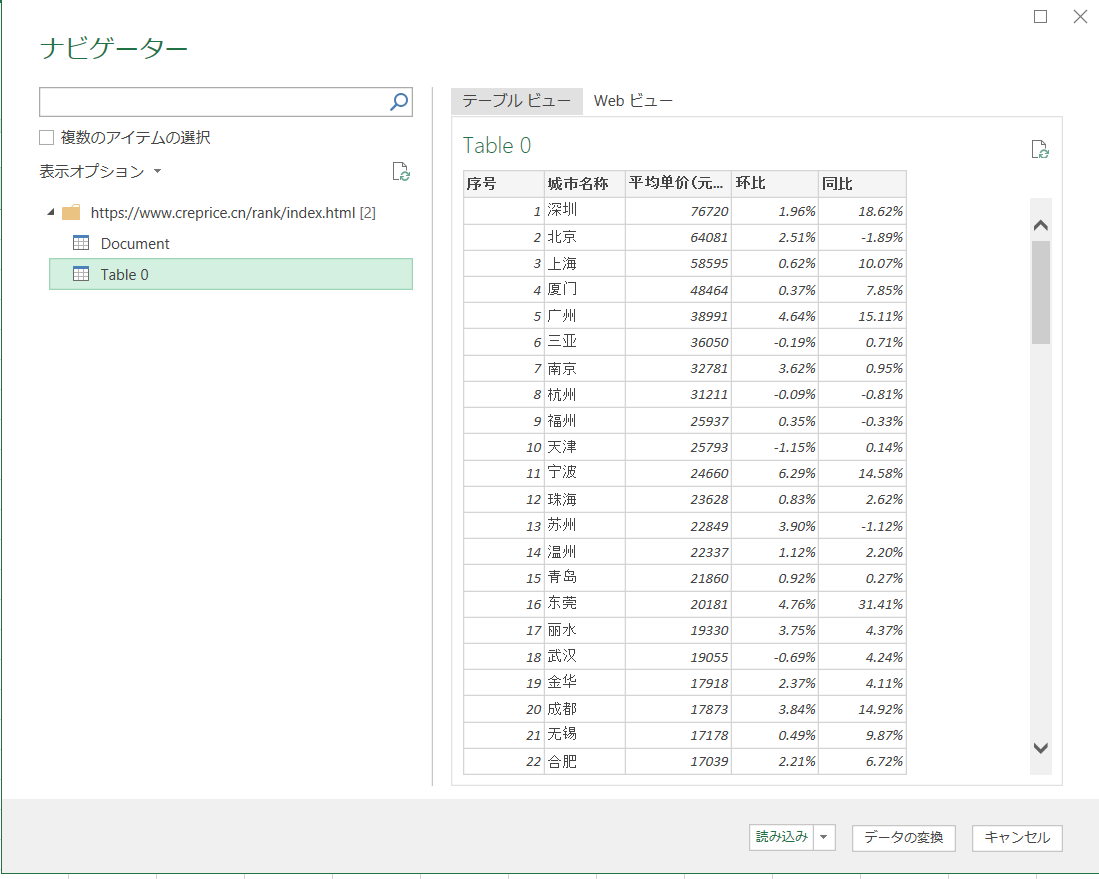 ナビゲーター
複数のアイテムの選択
表示オプション
https://www.creprice.cn/rank/index.html [2]
Document
Table 0
テーブル ビュー Web ビュー
Table 0
序号 城市名称 平均单价(元... 环比 同比
1 深圳 76720 1.96% 18.62%
2 北京 64081 2.51% -1.89%
3 上海 58595 0.62% 10.07%
4 厦门 48464 0.37% 7.85%
5 广州 38991 4.64% 15.11%
6 三亚 36050 -0.19% 0.71%
7 南京 32781 3.62% 0.95%
8 杭州 31211 -0.09% -0.81%
9 福州 25937 0.35% -0.33%
10 天津 25793 -1.15% 0.14%
11 宁波 24660 6.29% 14.58%
12 珠海 23628 0.83% 2.62%
13 苏州 22849 3.90% -1.12%
14 温州 22337 1.12% 2.20%
15 青岛 21860 0.92% 0.27%
16 东莞 20181 4.76% 31.41%
17 丽水 19330 3.75% 4.37%
18 武汉 19055 -0.69% 4.24%
19 金华 17918 2.37% 4.11%
20 成都 17873 3.84% 14.92%
21 无锡 17178 0.49% 9.87%
22 合肥 17039 2.21% 6.72%
読み込み データの変換 キャンセル